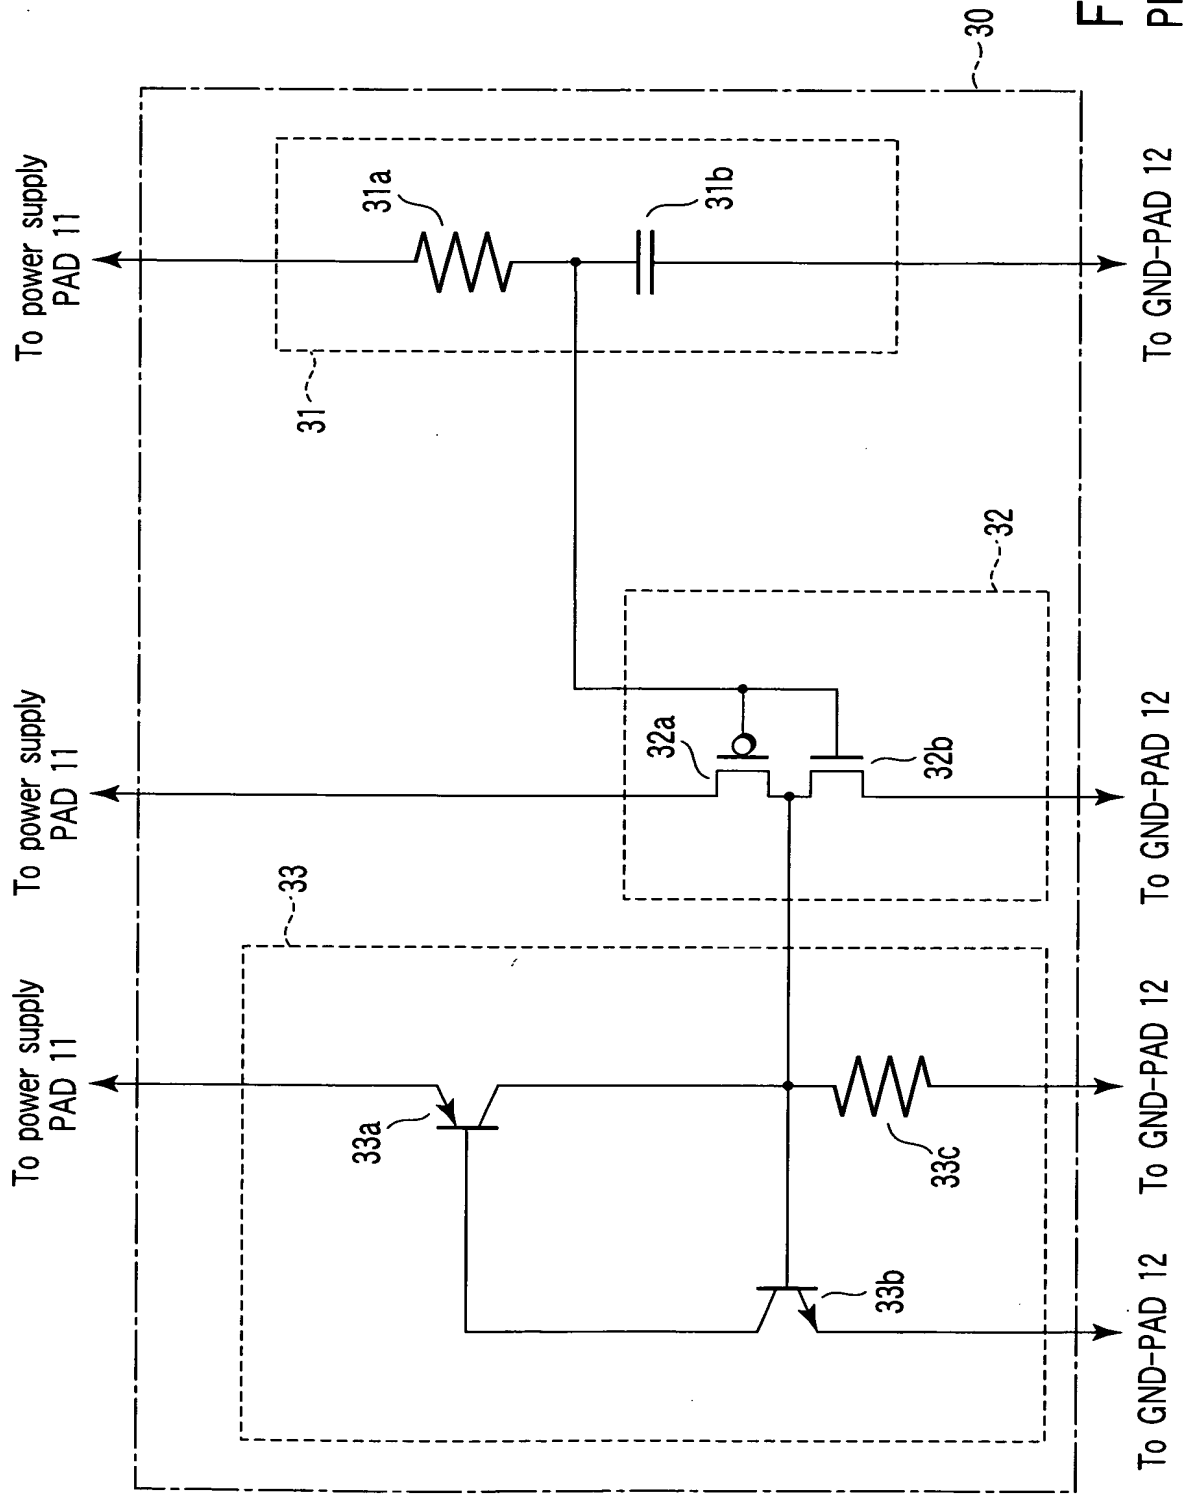 To power supply
PAD 11
To power supply
PAD 11
To power supply
PAD 11
33
31
30
33a
31a
32a
32
31b
33b
33c
32b
To GND-PAD 12
To GND-PAD 12
To GND-PAD 12
To GND-PAD 12